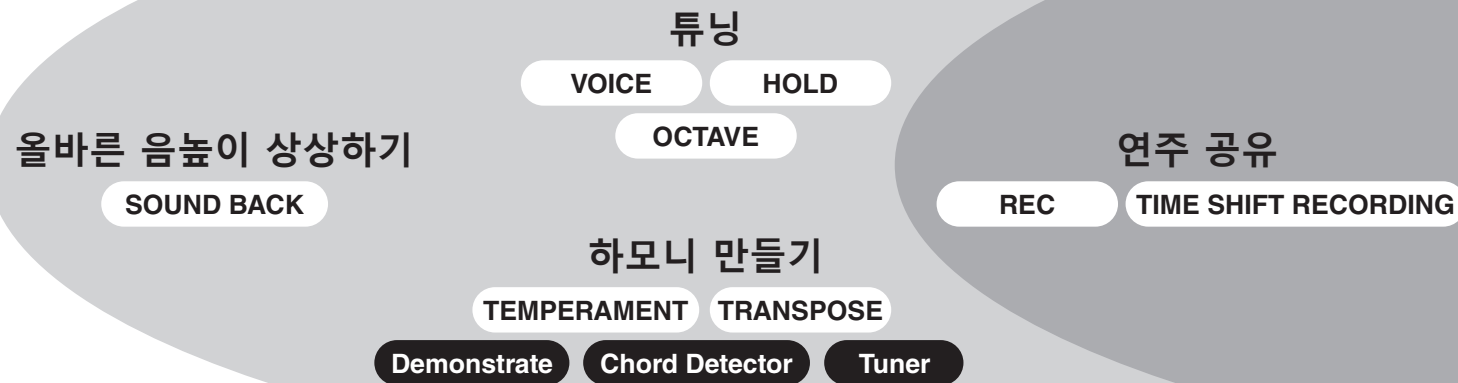 튜닝
VOICE HOLD
OCTAVE
올바른 음높이 상상하기
SOUND BACK
연주 공유
REC TIME SHIFT RECORDING
하모니 만들기
TEMPERAMENT TRANSPOSE
Demonstrate Chord Detector Tuner